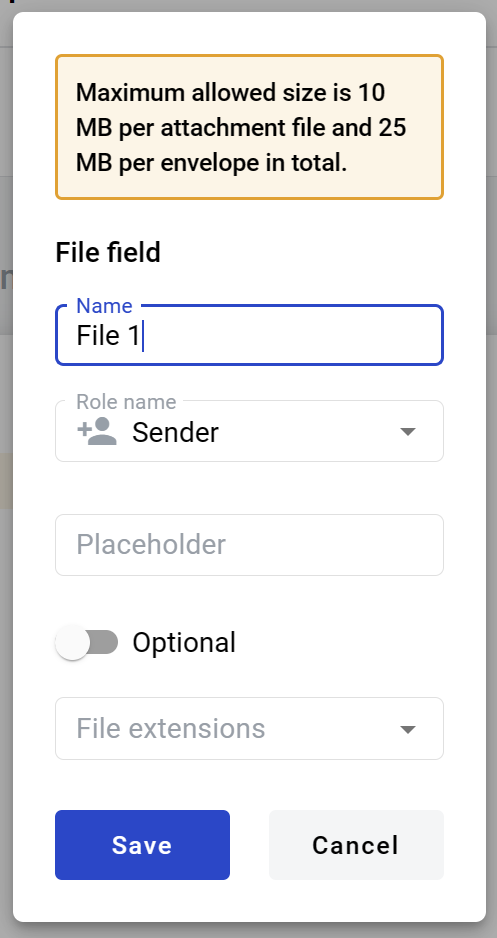 Maximum allowed size is 10
MB per attachment file and 25
MB per envelope in total.
File field
Name
File 1
Role name
Sender
Placeholder
Optional
File extensions
Save
Cancel